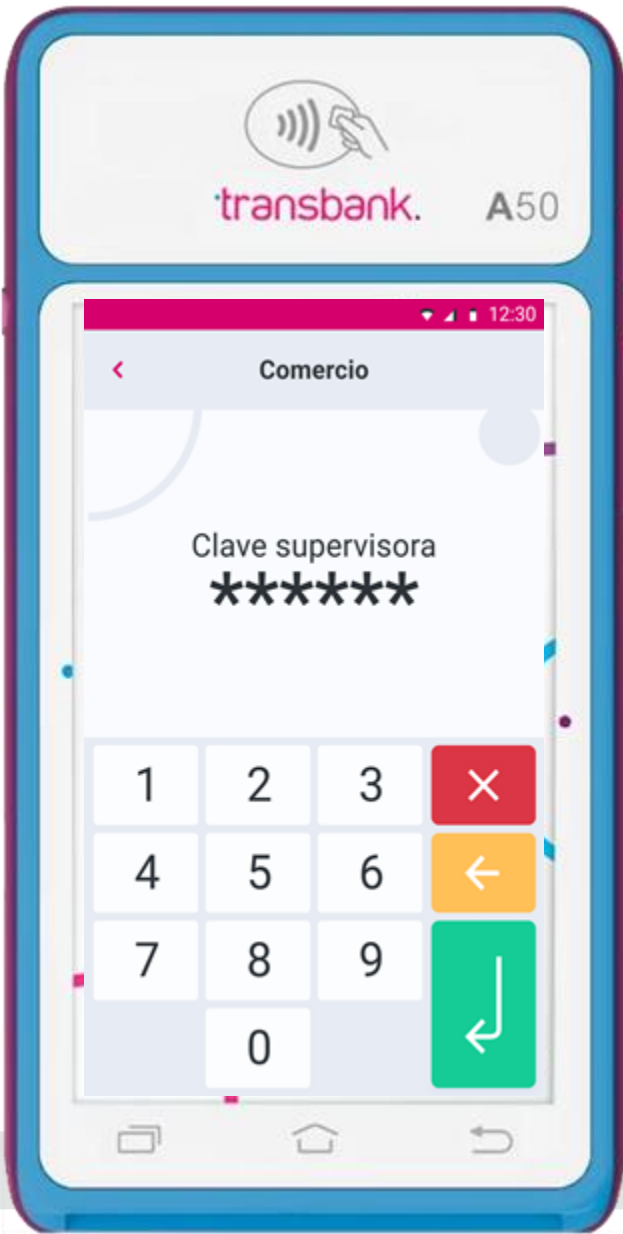 transbank.
A50
12:30
Comercio
Clave supervisora
******
1 2 3
4 5 6
7 8 9
0